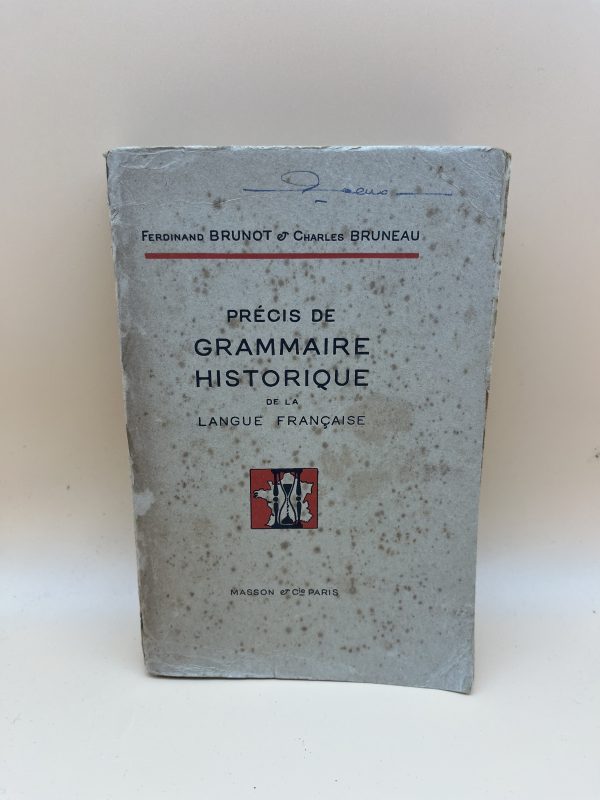 FERDINAND BRUNOT & CHARLES BRUNEAU
PRÉCIS DE
GRAMMAIRE
HISTORIQUE
DE LA
LANGUE FRANÇAISE
MASSON & Cie PARIS